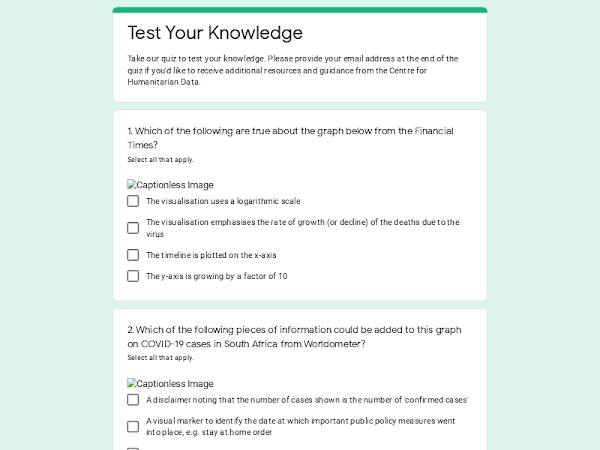 Test Your Knowledge
Take our quiz to test your knowledge. Please provide your email address at the end of the
quiz if you'd like to receive additional resources and guidance from the Centre for
Humanitarian Data.
1. Which of the following are true about the graph below from the Financial
Times?
Select all that apply.
Captionless Image
The visualisation uses a logarithmic scale
The visualisation emphasises the rate of growth (or decline) of the deaths due to the
virus
The timeline is plotted on the x-axis
The y-axis is growing by a factor of 10
2. Which of the following pieces of information could be added to this graph
on COVID-19 cases in South Africa from Worldometer?
Select all that apply.
Captionless Image
A disclaimer noting that the number of cases shown is the number of 'confirmed cases'
A visual marker to identify the date at which important public policy measures went
into place, e.g. stay at home order